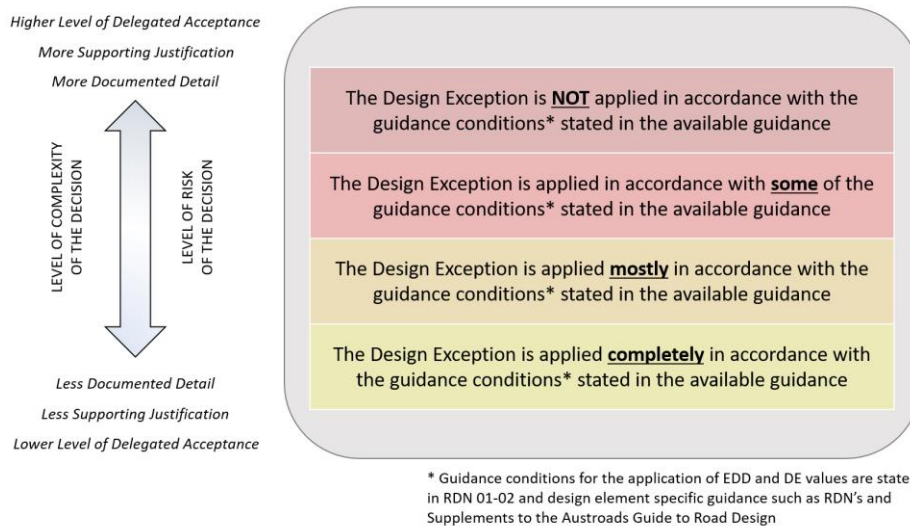 Higher Level of Delegated Acceptance
More Supporting Justification
More Documented Detail
LEVEL OF COMPLEXITY
OF THE DECISION
LEVEL OF RISK
OF THE DECISION
Less Documented Detail
Less Supporting Justification
Lower Level of Delegated Acceptance
The Design Exception is NOT applied in accordance with the
guidance conditions* stated in the available guidance
The Design Exception is applied in accordance with some of the
guidance conditions* stated in the available guidance
The Design Exception is applied mostly in accordance with the
guidance conditions* stated in the available guidance
The Design Exception is applied completely in accordance with
the guidance conditions* stated in the available guidance
* Guidance conditions for the application of EDD and DE values are state
in RDN 01-02 and design element specific guidance such as RDN's and
Supplements to the Austroads Guide to Road Design